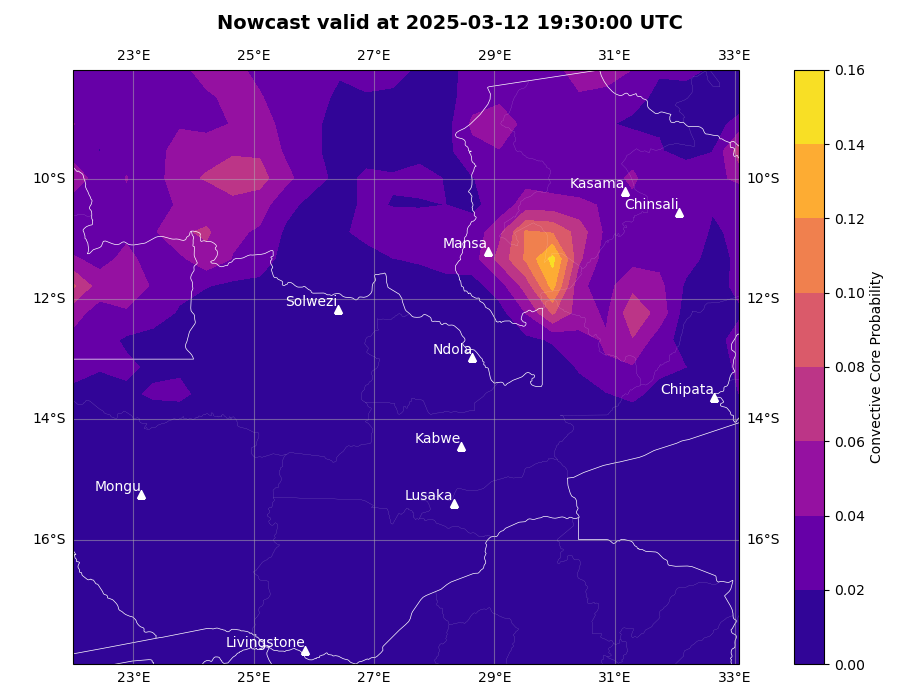 Nowcast valid at 2025-03-12 19:30:00 UTC
23°E 25°E 27°E 29°E 31°E 33°E
0.16
0.14
10°S 10°S
Kasama
Chinsali
0.12
Mansa
0.10
12°S 12°S
Solwezi
Ndola
0.08
Chipata
14°S 14°S
Kabwe
0.06
Mongu
Lusaka
0.04
16°S 16°S
0.02
Livingstone
0.00
23°E 25°E 27°E 29°E 31°E 33°E
Convective Core Probability